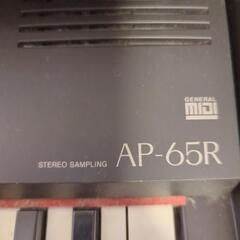 GENERAL
MIDI
STEREO SAMPLING AP-65R